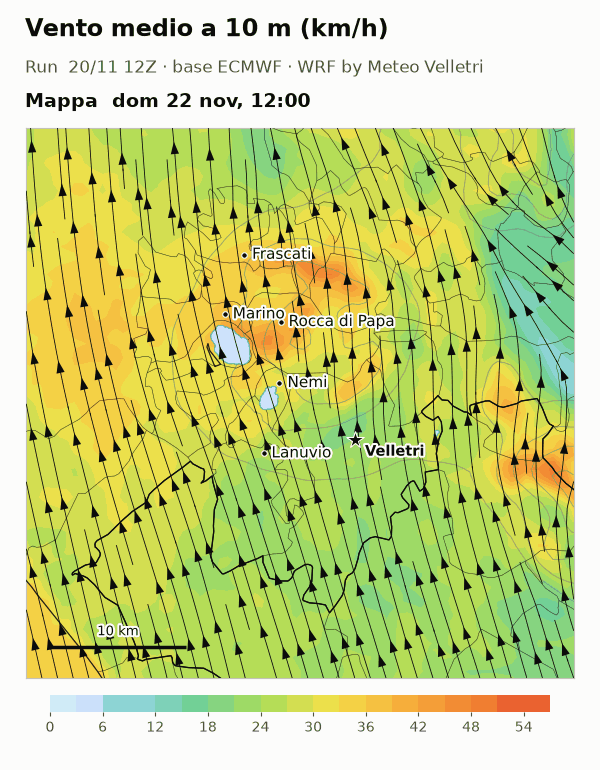 Vento medio a 10 m (km/h)
Run  20/11 12Z · base ECMWF · WRF by Meteo Velletri
Mappa  dom 22 nov, 12:00
Frascati
Marino
Rocca di Papa
Nemi
Velletri
Lanuvio
10 km
0 6 12 18 24 30 36 42 48 54